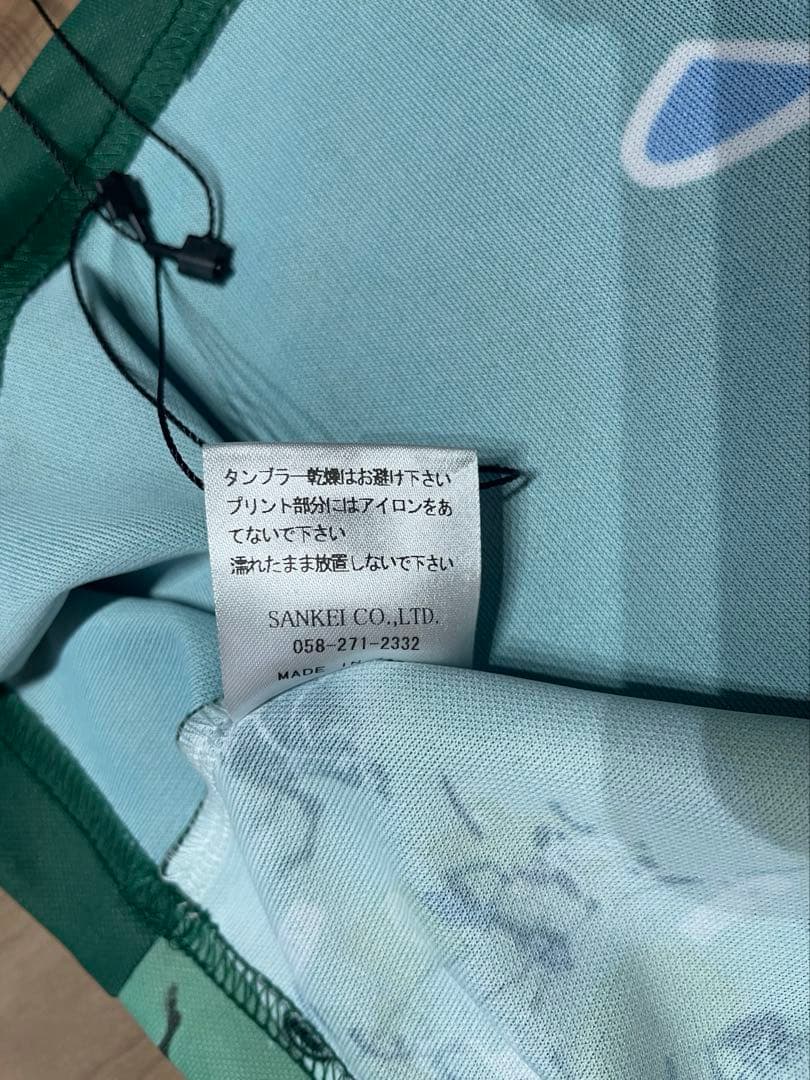 タンブラー乾燥はお避け下さい
プリント部分にはアイロンをあ
てないで下さい
濡れたまま放置しないで下さい
SANKEI CO.,LTD.
058-271-2332
MADE IN